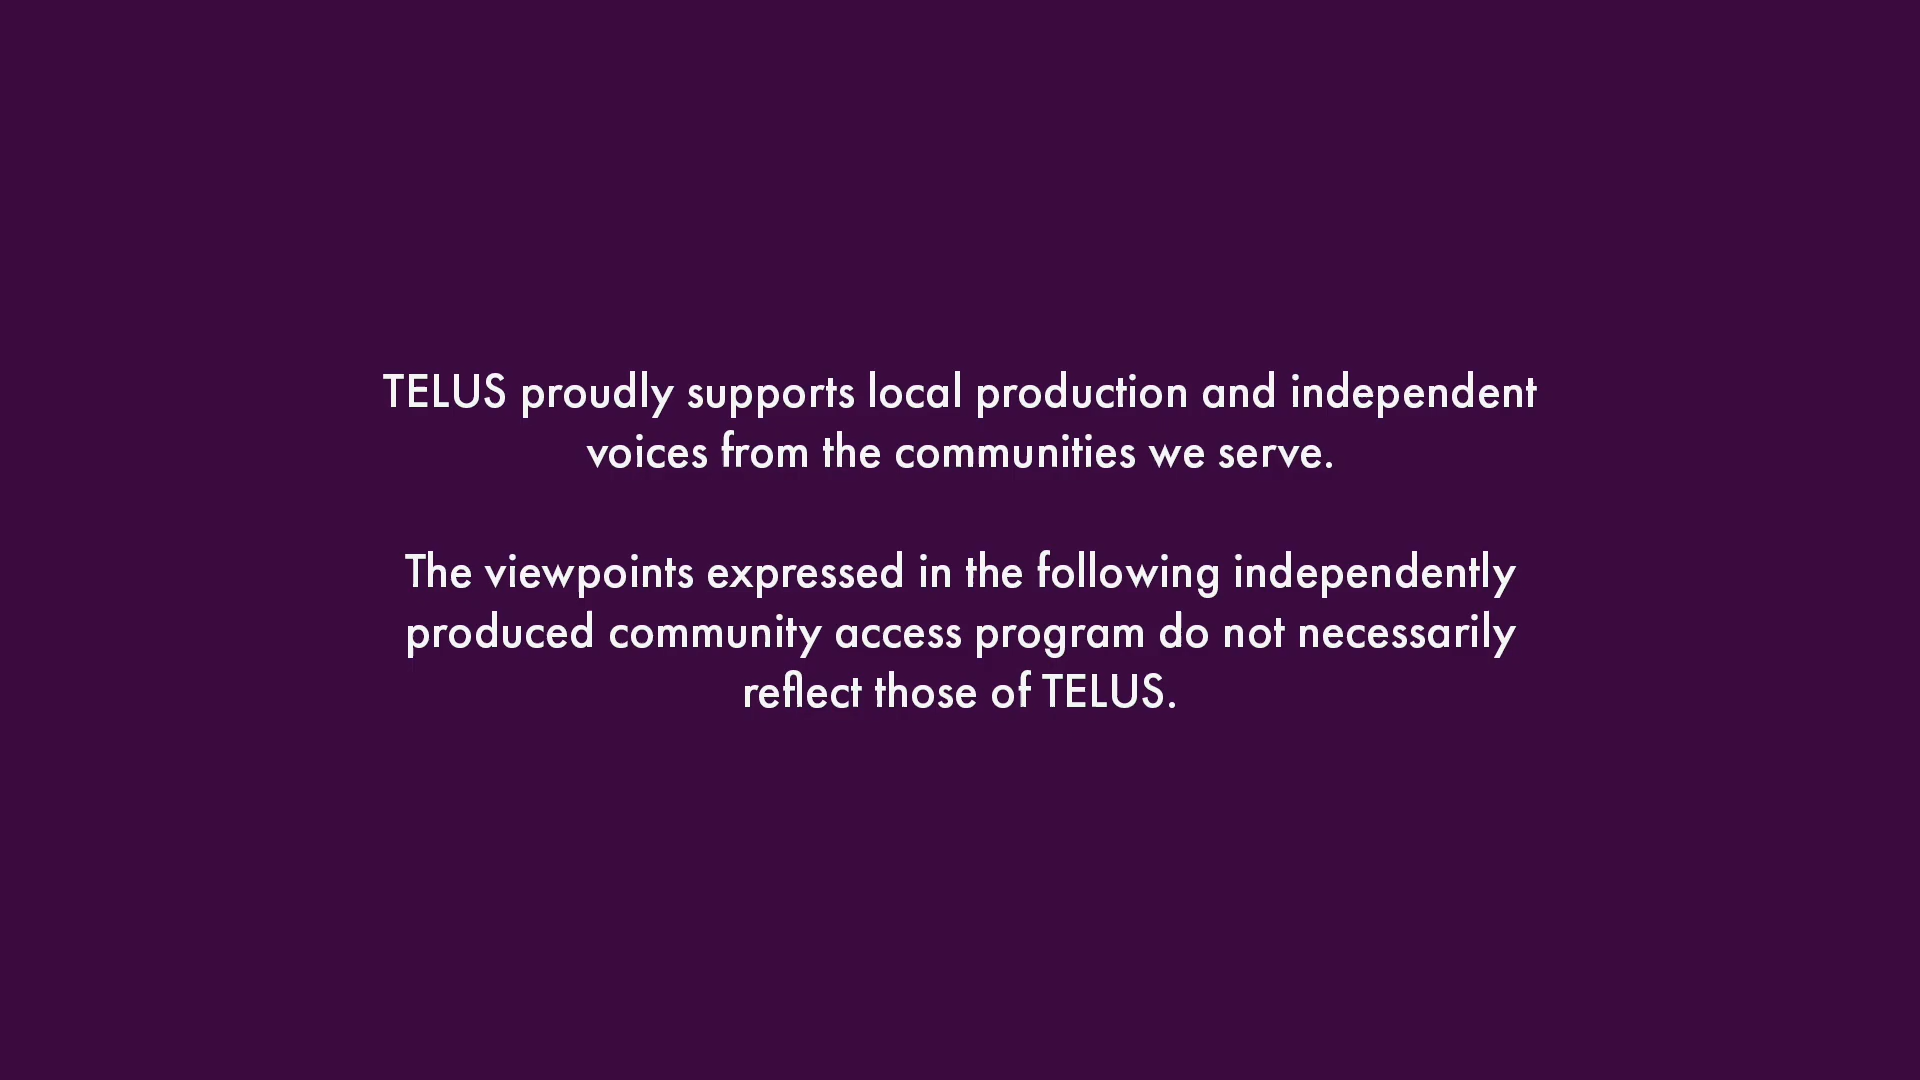 TELUS proudly supports local production and independent
voices from the communities we serve.
The viewpoints expressed in the following independently
produced community access program do not necessarily
reflect those of TELUS.